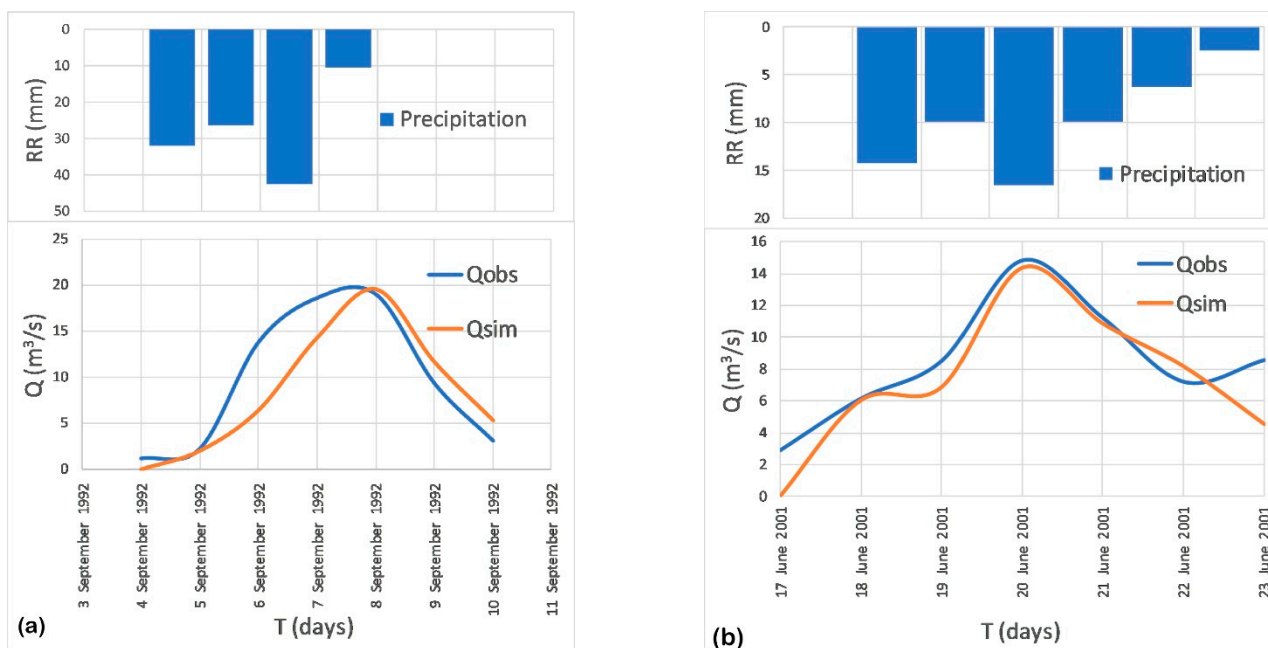 0
10
20
30
40
50
RR (mm)
Precipitation
25
20
15
10
5
0
Q (m³/s)
Qobs
Qsim
3 September 1992
4 September 1992
5 September 1992
6 September 1992
7 September 1992
8 September 1992
9 September 1992
10 September 1992
11 September 1992
T (days)
(a)
0
5
10
15
20
RR (mm)
Precipitation
16
14
12
10
8
6
4
2
0
Q (m³/s)
Qobs
Qsim
17 June 2001
18 June 2001
19 June 2001
20 June 2001
21 June 2001
22 June 2001
23 June 2001
T (days)
(b)